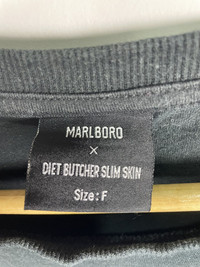 MARLBORO
×
DIET BUTCHER SLIM SKIN
Size: F